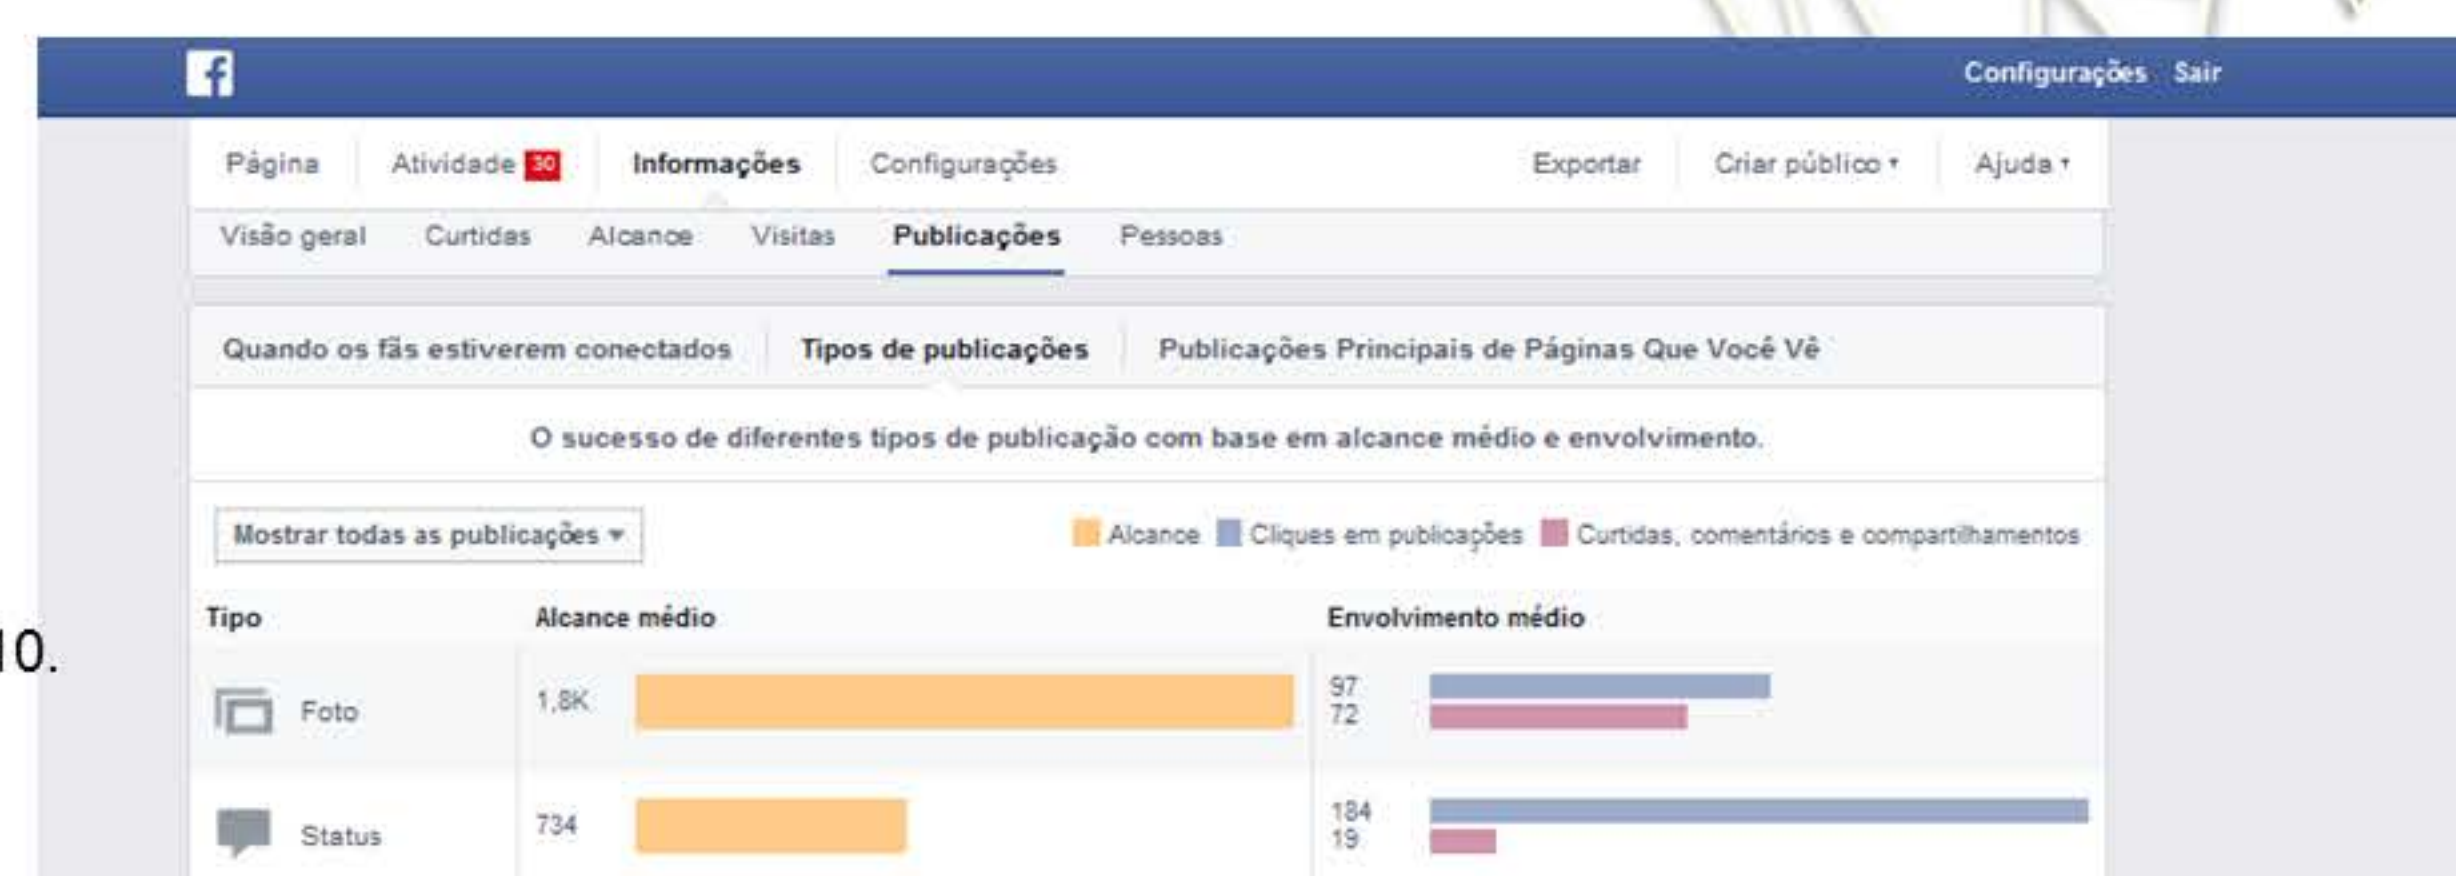 f
Configurações Sair
Página Atividade 30 Informações Configurações Exportar Criar público Ajuda
Visão geral Curtidas Alcance Visitas Publicações Pessoas
Quando os fãs estiverem conectados Tipos de publicações Publicações Principais de Páginas Que Você Vê
O sucesso de diferentes tipos de publicação com base em alcance médio e envolvimento.
Mostrar todas as publicações Alcance Cliques em publicações Curtidas, comentários e compartilhamentos
Tipo Alcance médio Envolvimento médio
10.
Foto 1,8K 97
72
Status 734 184
19